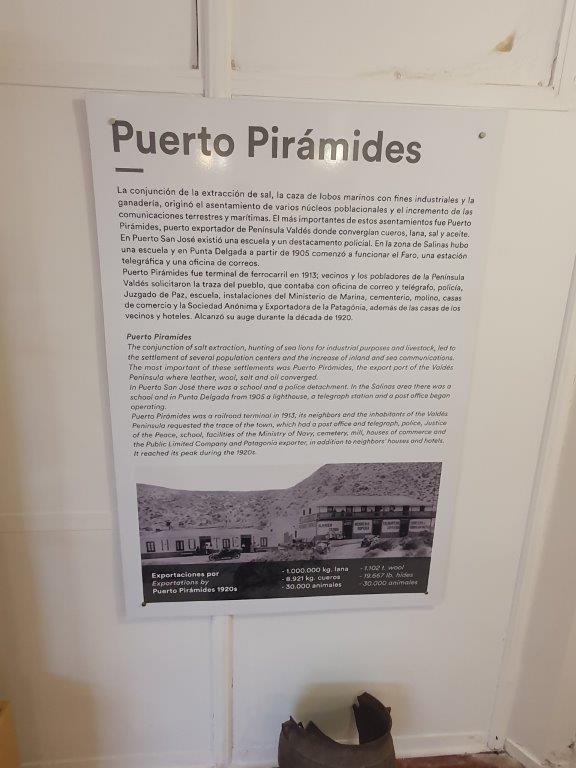 Puerto Pirámides
La conjunción de la extracción de sal, la caza de lobos marinos con fines industriales y la
ganadería, originó el asentamiento de varios núcleos poblacionales y el incremento de las
comunicaciones terrestres y marítimas. El más importantes de estos asentamientos fue Puerto
Pirámides, puerto exportador de Península Valdés donde convergían cueros, lana, sal y aceite.
En Puerto San José existió una escuela y un destacamento policial. En la zona de Salinas hubo
una escuela y en Punta Delgada a partir de 1905 comenzó a funcionar el Faro, una estación
telegráfica y una oficina de correos.
Puerto Pirámides fue terminal de ferrocarril en 1913; vecinos y los pobladores de la Península
Valdés solicitaron la traza del pueblo, que contaba con oficina de correo y telégrafo, policía,
Juzgado de Paz, escuela, instalaciones del Ministerio de Marina, cementerio, molino, casas
de comercio y la Sociedad Anónima y Exportadora de la Patagónia, además de las casas de los
vecinos y hoteles. Alcanzó su auge durante la década de 1920.
Puerto Piramides
The conjunction of salt extraction, hunting of sea lions for industrial purposes and livestock, led to
the settlement of several population centers and the increase of inland and sea communications.
The most important of these settlements was Puerto Pirámides, the export port of the Valdés
Península where leather, wool, salt and oil converged.
In Puerto San José there was a school and a police detachment. In the Salinas area there was a
school and in Punta Delgada from 1905 a lighthouse, a telegraph station and a post office began
operating.
Puerto Pirámides was a railroad terminal in 1913; its neighbors and the inhabitants of the Valdés
Península requested the trace of the town, which had a post office and telegraph, police, Justice
of the Peace, school, facilities of the Ministry of Navy, cemetery, mill, houses of commerce and
the Public Limited Company and Patagonia exporter, in addition to neighbors' houses and hotels.
It reached its peak during the 1920s.
Exportaciones por
Exportations by
Puerto Pirámides 1920s
- 1.000.000 kg. lana
- 8.921 kg. cueros
- 30.000 animales
- 1.102 t. wool
- 19.667 lb. hides
- 30.000 animales